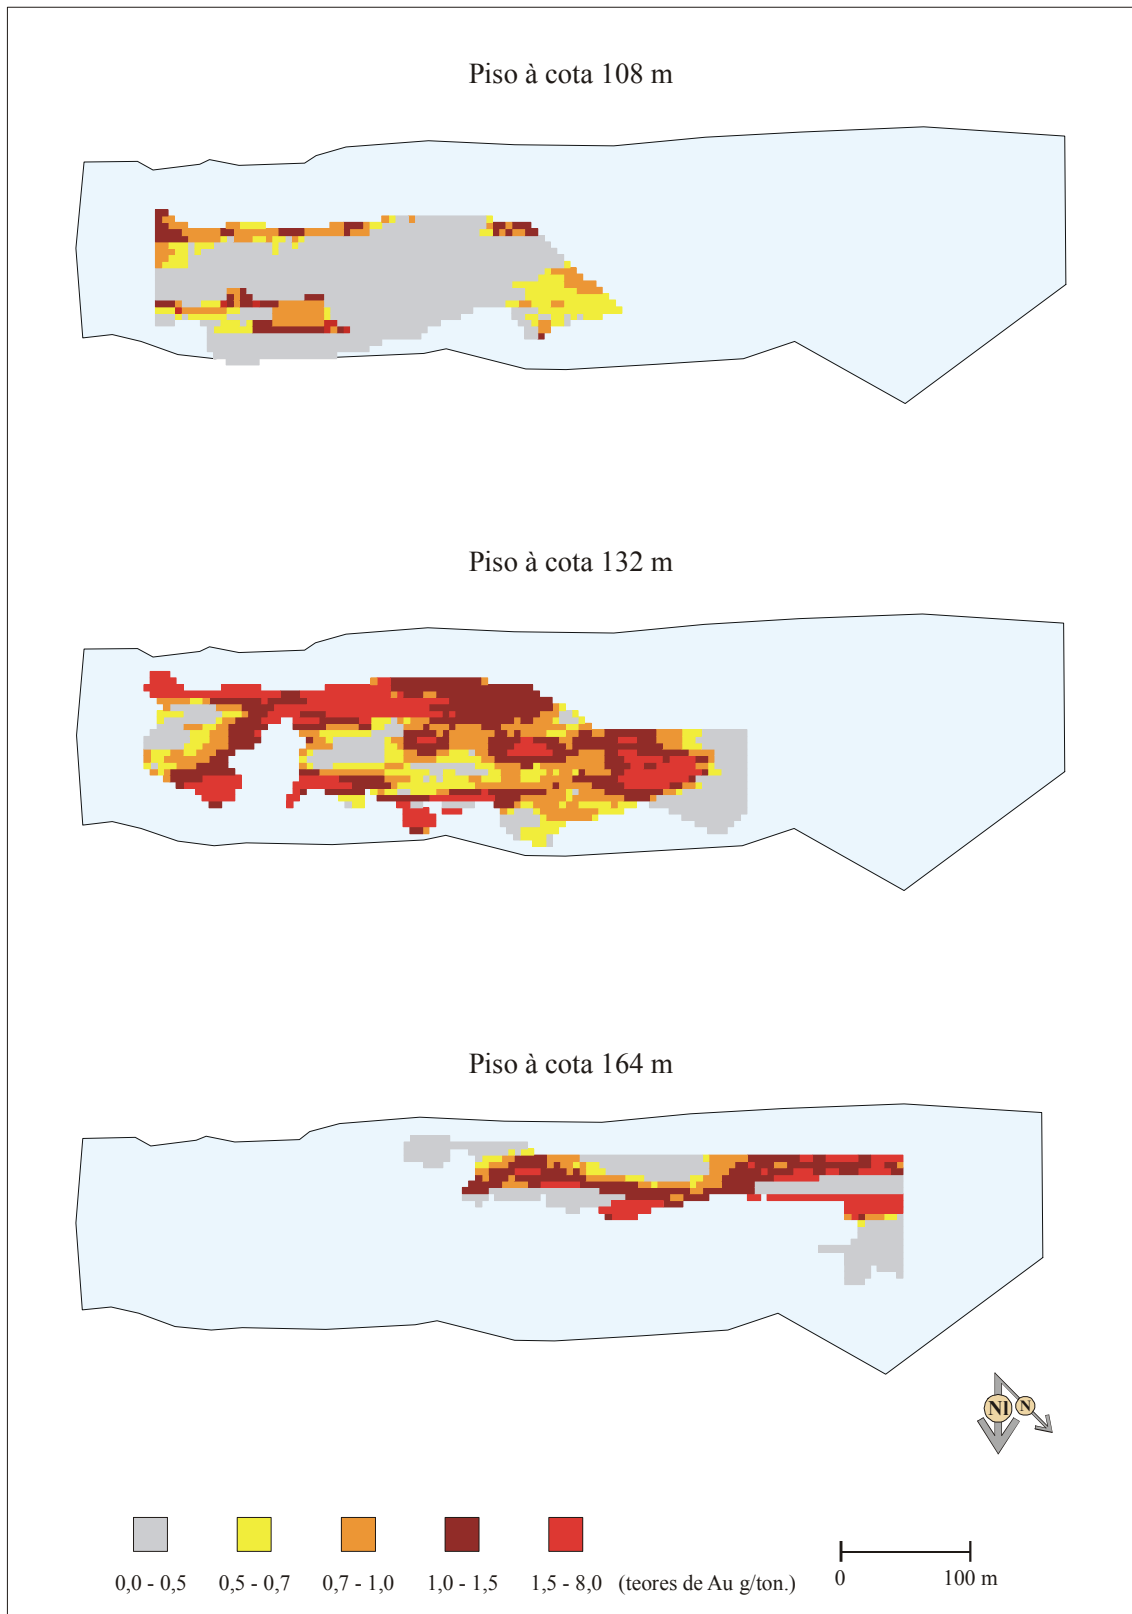 Piso à cota 108 m
Piso à cota 132 m
Piso à cota 164 m
Nl N
0,0 - 0,5 0,5 - 0,7 0,7 - 1,0 1,0 - 1,5 1,5 - 8,0 (teores de Au g/ton.) 0 100 m